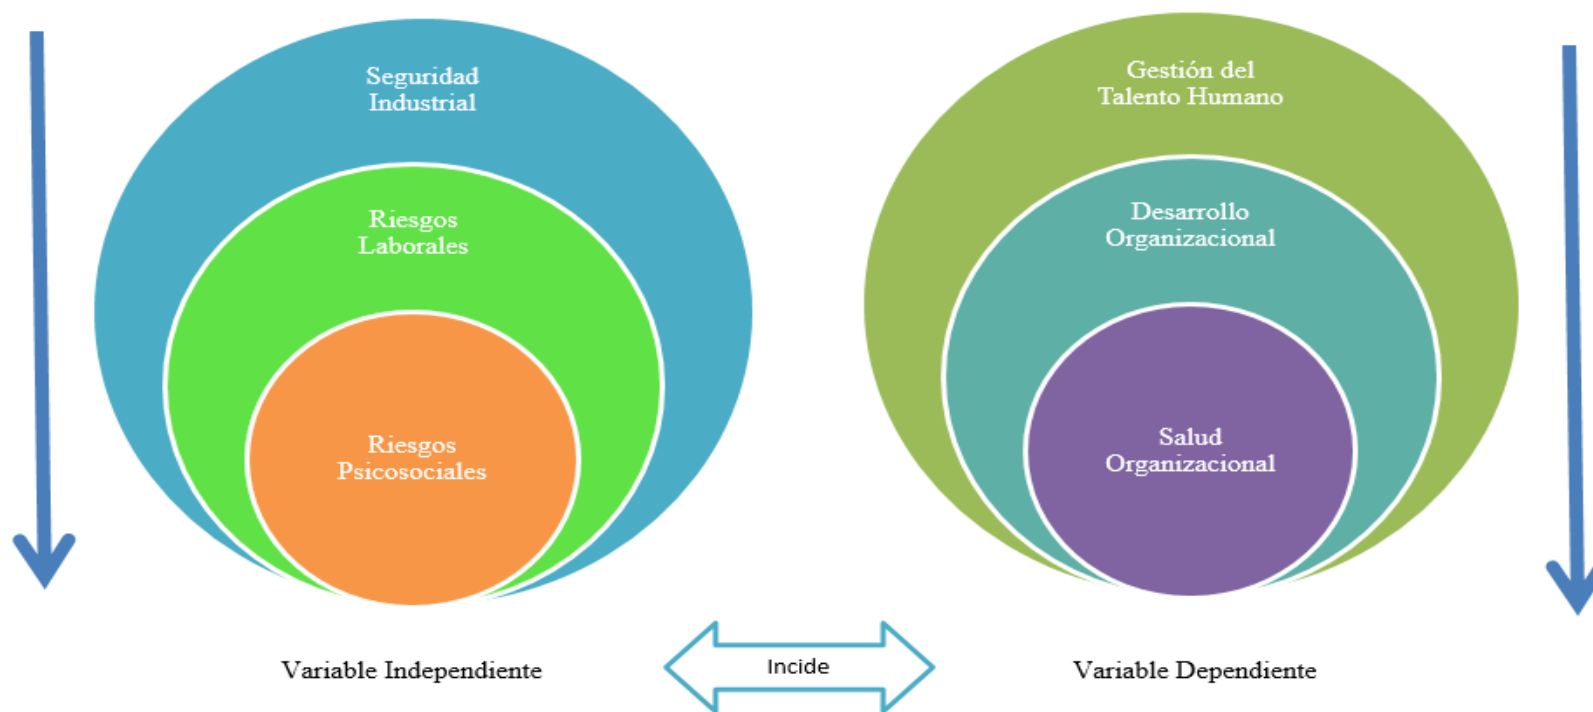 Seguridad
Industrial
Riesgos
Laborales
Riesgos
Psicosociales
Gestión del
Talento Humano
Desarrollo
Organizacional
Salud
Organizacional
Variable Independiente
Incide
Variable Dependiente